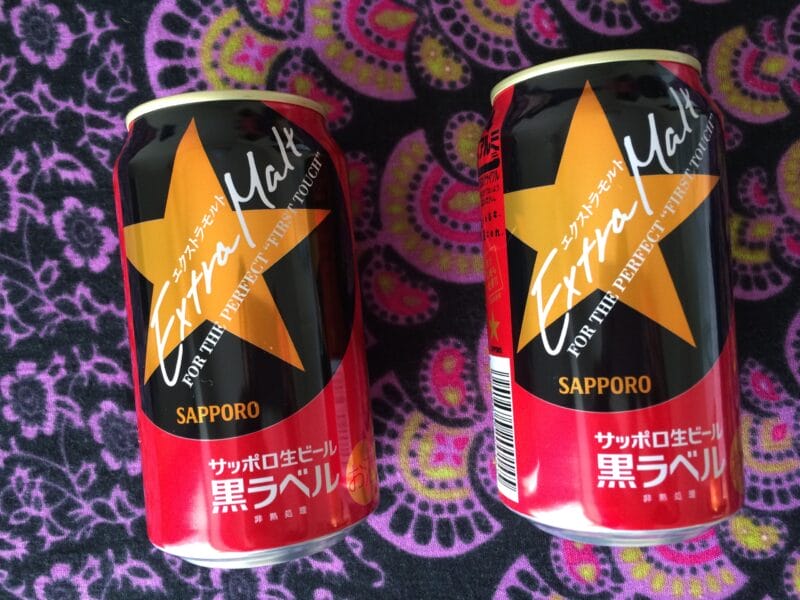 エクストラモルト
Extra Malt
FOR THE PERFECT "FIRST TOUCH"
SAPPORO
サッポロ生ビール
黒ラベル
非熱処理
エクストラモルト
Extra Malt
FOR THE PERFECT "FIRST TOUCH"
SAPPORO
サッポロ生ビール
黒ラベル
非熱処理